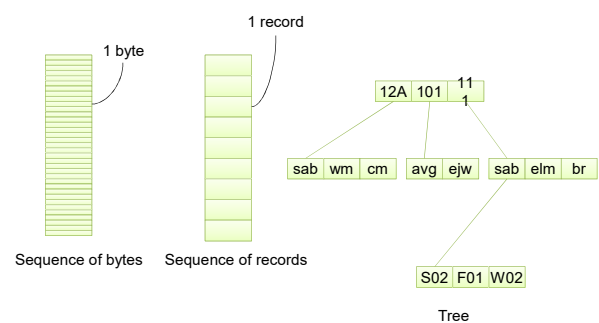 1 record
1 byte
12A 101 11
1
sab wm cm avg ejw sab elm br
Sequence of bytes Sequence of records
S02 F01 W02
Tree